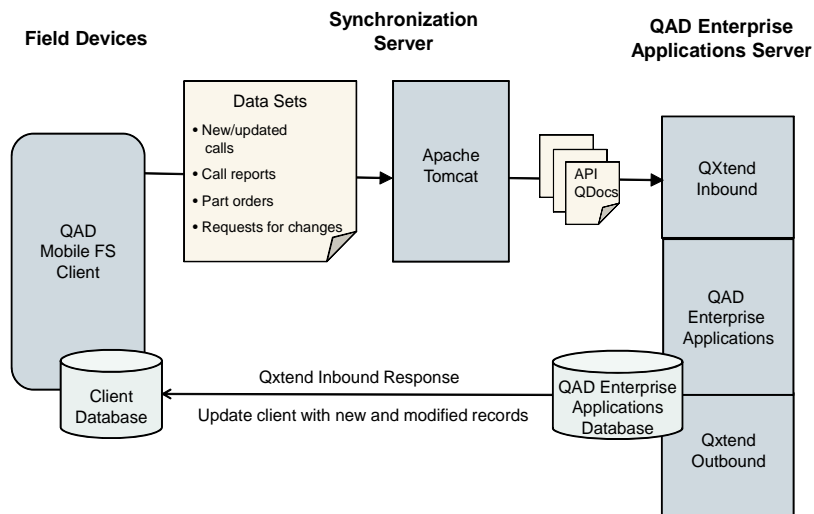 Field Devices
Synchronization
Server
QAD Enterprise
Applications Server
QAD
Mobile FS
Client
Data Sets
• New/updated
calls
• Call reports
• Part orders
• Requests for changes
Apache
Tomcat
API
QDocs
QXtend
Inbound
QAD
Enterprise
Applications
Qxtend
Outbound
Client
Database
Qxtend Inbound Response
Update client with new and modified records
QAD Enterprise
Applications
Database